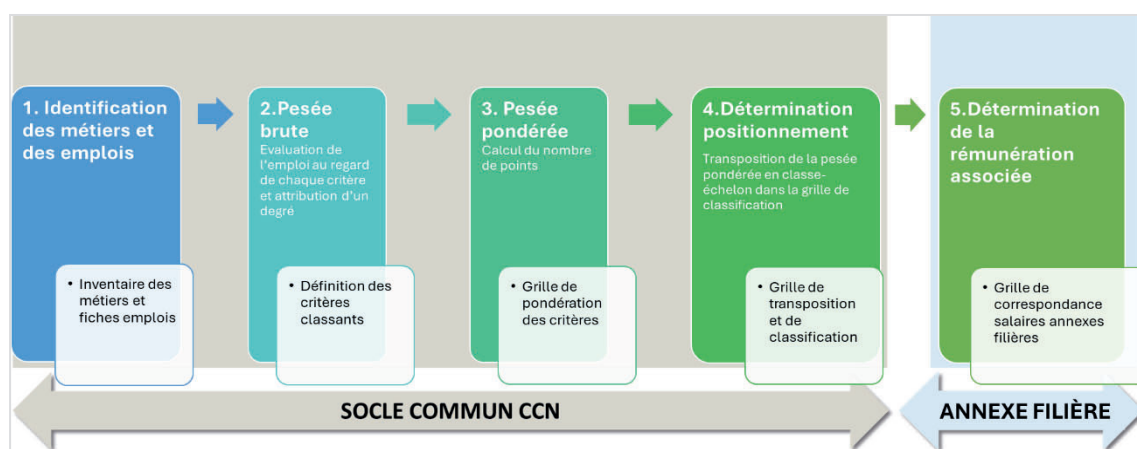 1. Identification
des métiers et
des emplois
• Inventaire des
métiers et
fiches emplois
2.Pesée
brute
Evaluation de
l'emploi au regard
de chaque critère
et attribution d'un
degré
• Définition des
critères
classants
3. Pesée
pondérée
Calcul du nombre
de points
• Grille de
pondération
des critères
4.Détermination
positionnement
Transposition de la pesée
pondérée en classe-
échelon dans la grille de
classification
• Grille de
transposition
et de
classification
5.Détermination
de la
rémunération
associée
• Grille de
correspondance
salaires annexes
filières
SOCLE COMMUN CCN
ANNEXE FILIÈRE